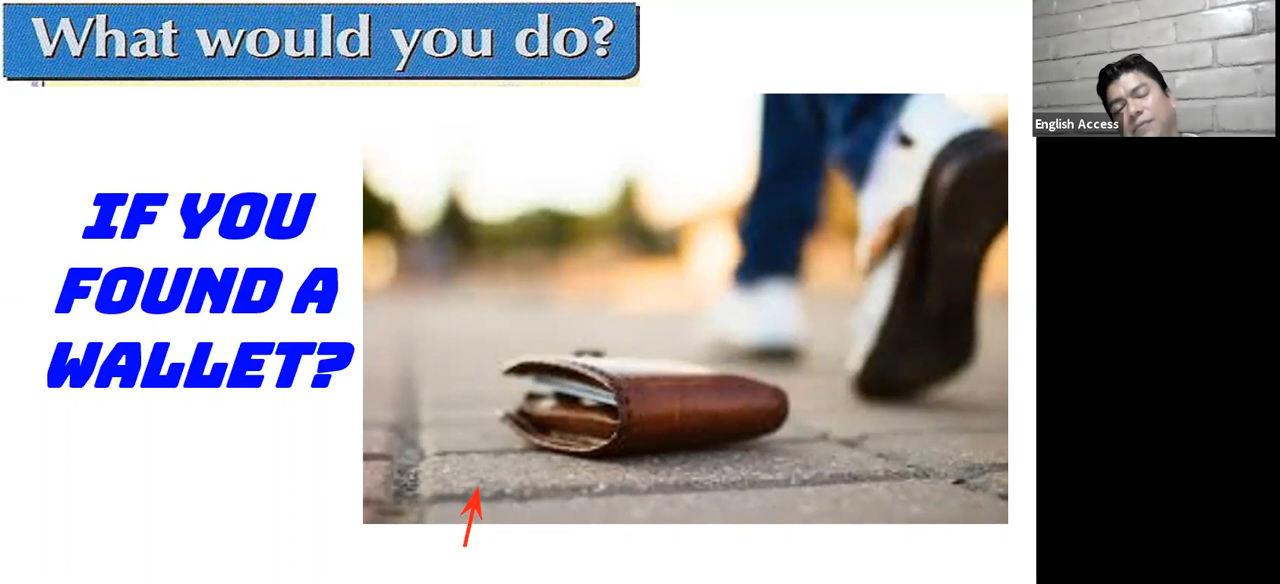 What would you do?
IF YOU
FOUND A
WALLET?
English Access